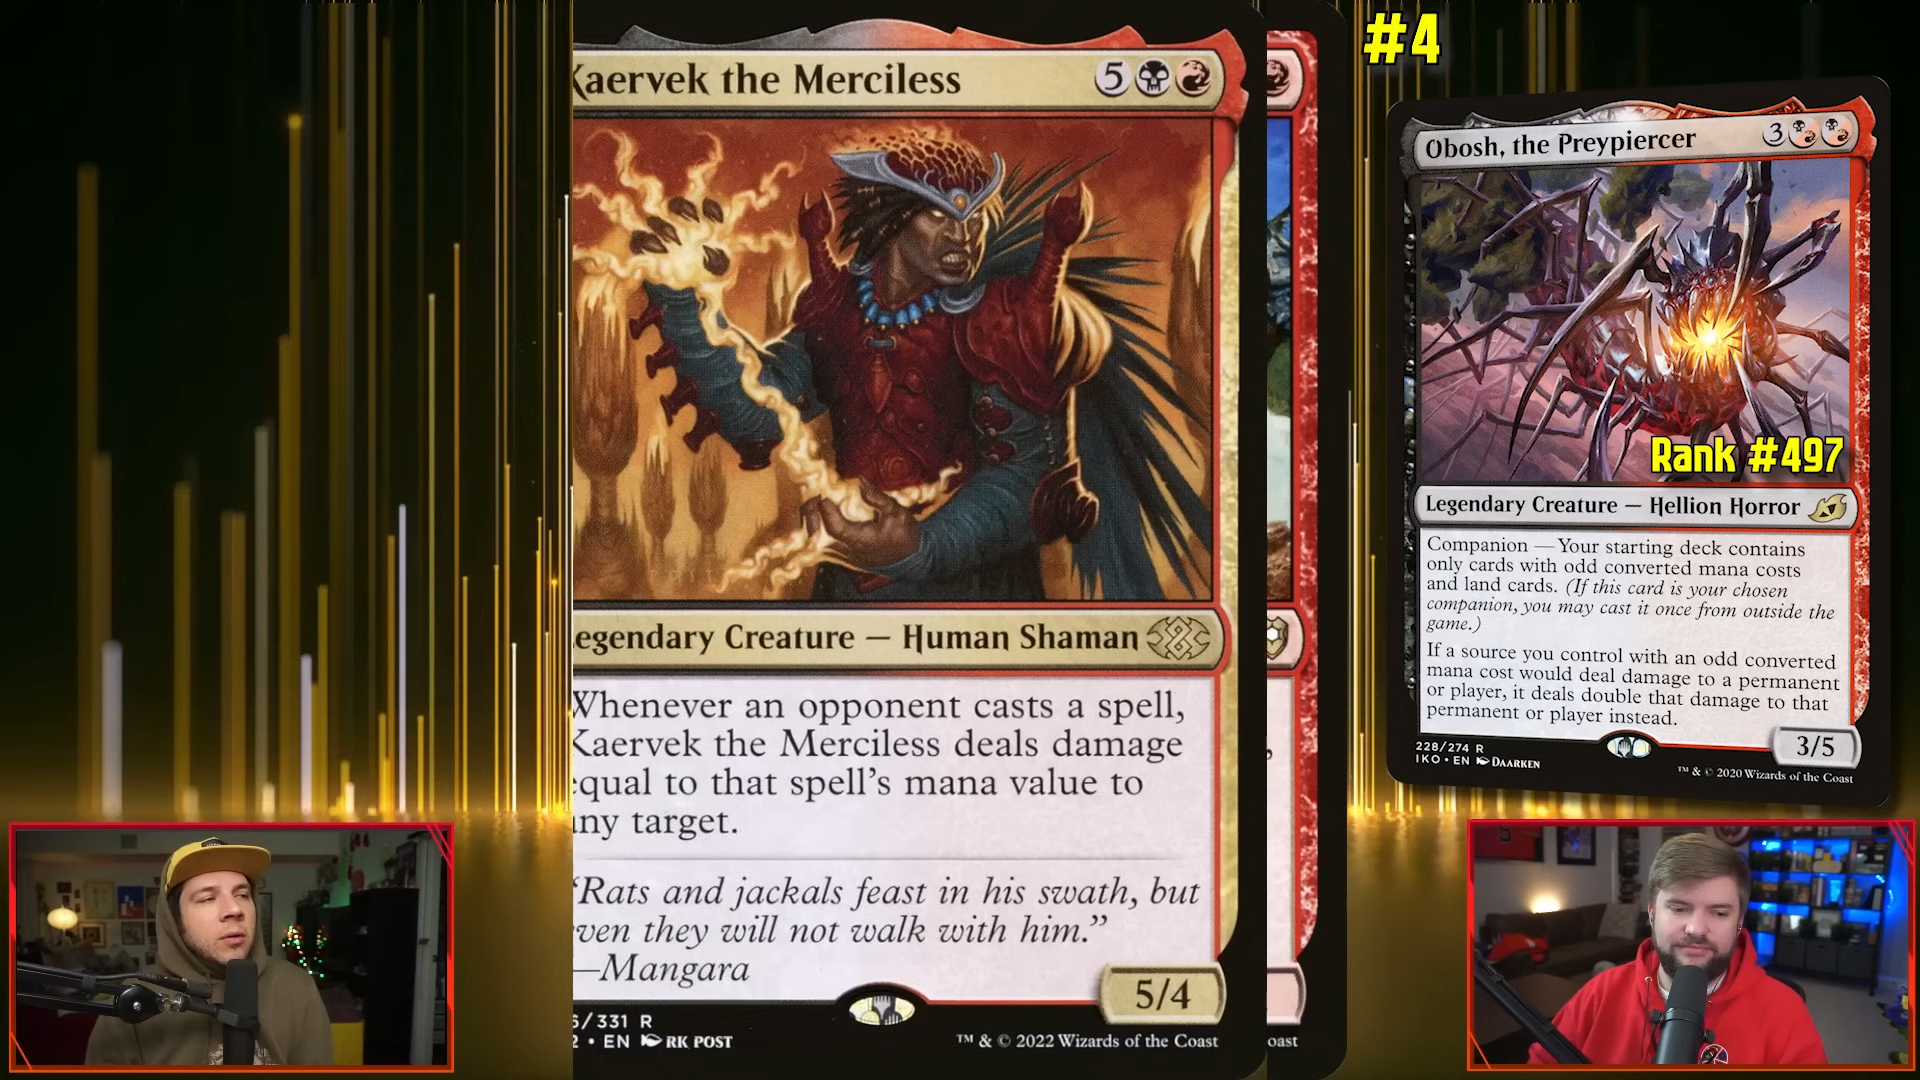 Kaervek the Merciless 5
Legendary Creature — Human Shaman
Whenever an opponent casts a spell,
Kaervek the Merciless deals damage
equal to that spell's mana value to
any target.
"Rats and jackals feast in his swath, but
even they will not walk with him."
—Mangara
5/4
6/331 R
2 • EN RK POST
™ & © 2022 Wizards of the Coast
oast
#4
Obosh, the Preypiercer 3
Rank #497
Legendary Creature — Hellion Horror
Companion — Your starting deck contains
only cards with odd converted mana costs
and land cards. (If this card is your chosen
companion, you may cast it once from outside the
game.)
If a source you control with an odd converted
mana cost would deal damage to a permanent
or player, it deals double that damage to that
permanent or player instead.
3/5
228/274 R
IKO • EN DAARKEN
™ & © 2020 Wizards of the Coast